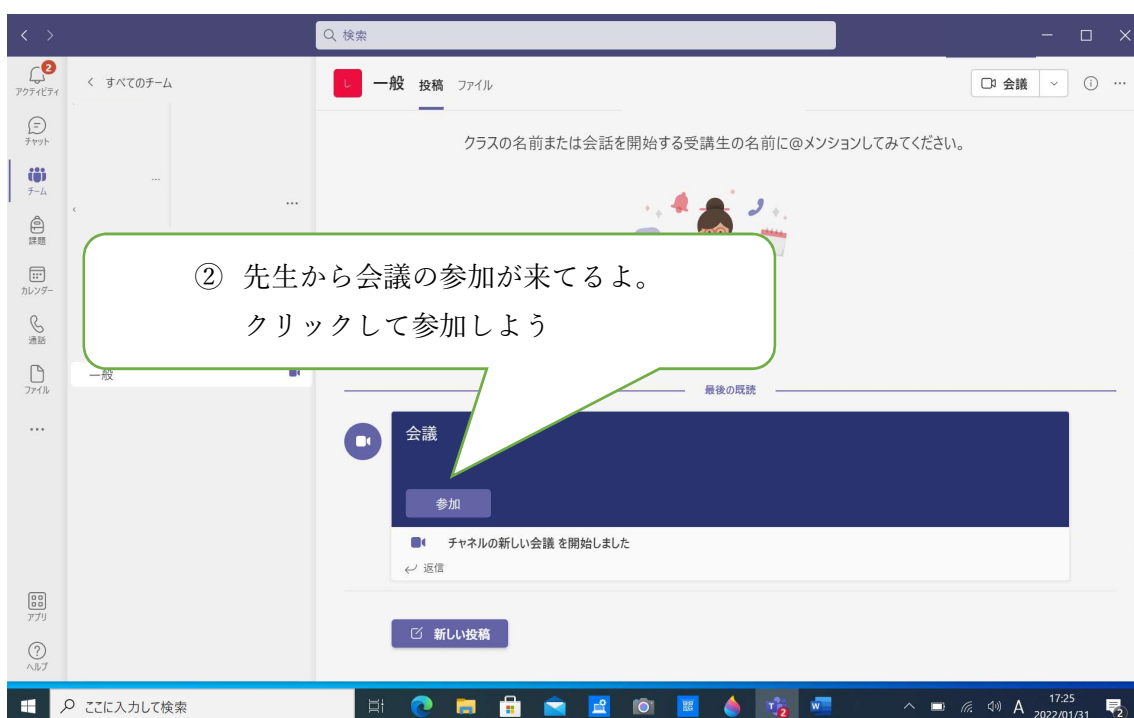 検索
2
アクティビティ
チャット
チーム
課題
カレンダー
通話
ファイル
アプリ
ヘルプ
すべてのチーム
一般
し 一般 投稿 ファイル
会議
クラスの名前または会話を開始する受講生の名前に@メンションしてみてください。
② 先生から会議の参加が来てるよ。
クリックして参加しよう
最後の既読
会議
参加
チャネルの新しい会議 を開始しました
返信
新しい投稿
ここに入力して検索
2
A
17:25
2022/01/31
2